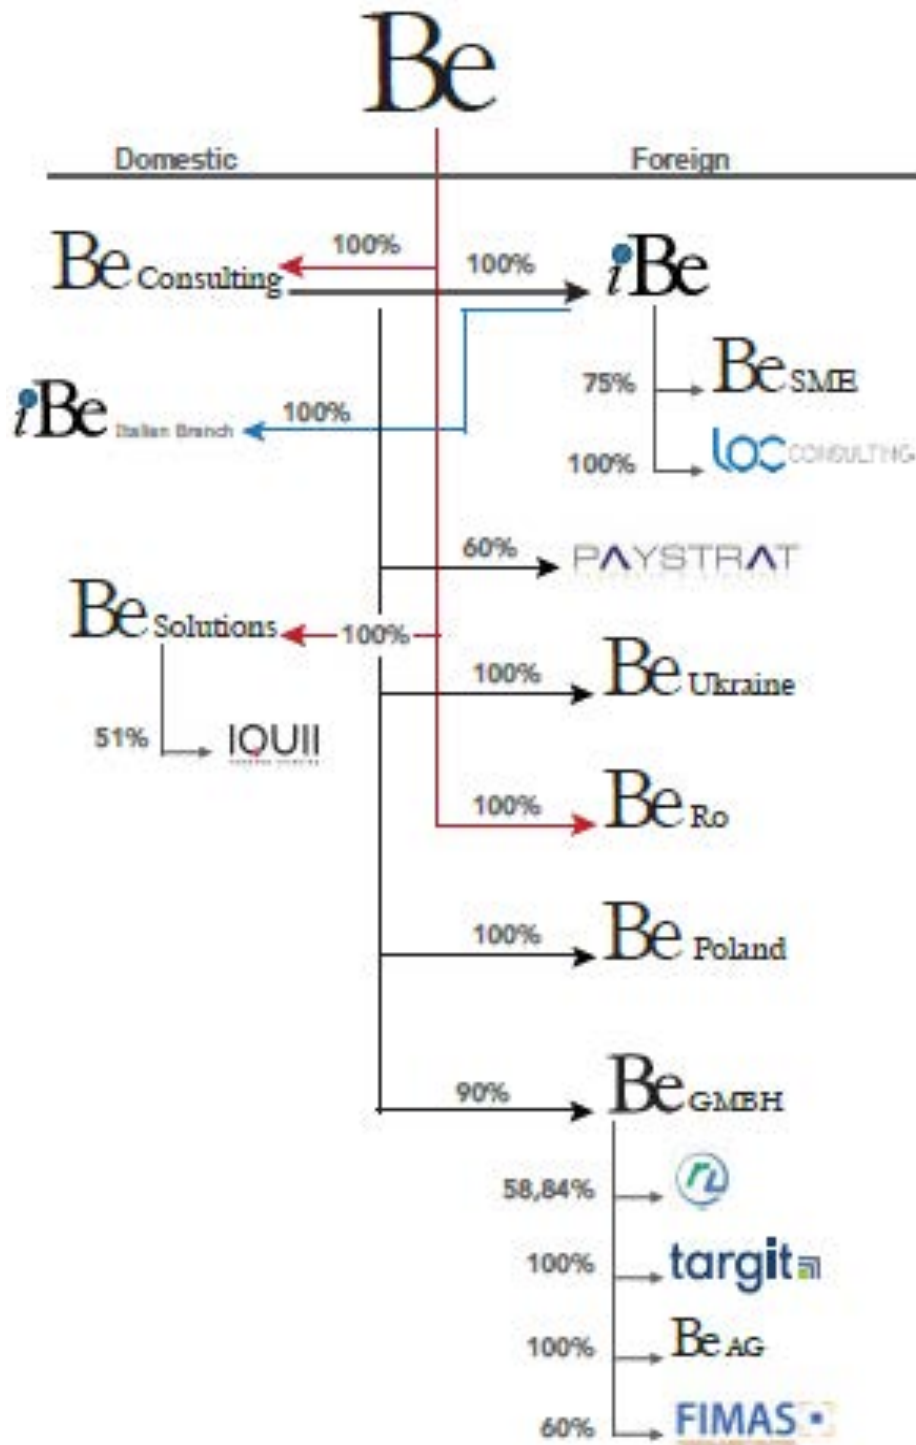 Be
Domestic Foreign
Be Consulting 100% 100% iBe
75% Be SME
iBe Italian Branch 100%
100% LOC CONSULTING
60% PAYSTRAT
Be Solutions 100%
100% Be Ukraine
51% IQUII
100% Be Ro
100% Be Poland
90% Be GMBH
58,84% rL
100% targit
100% Be AG
60% FIMAS